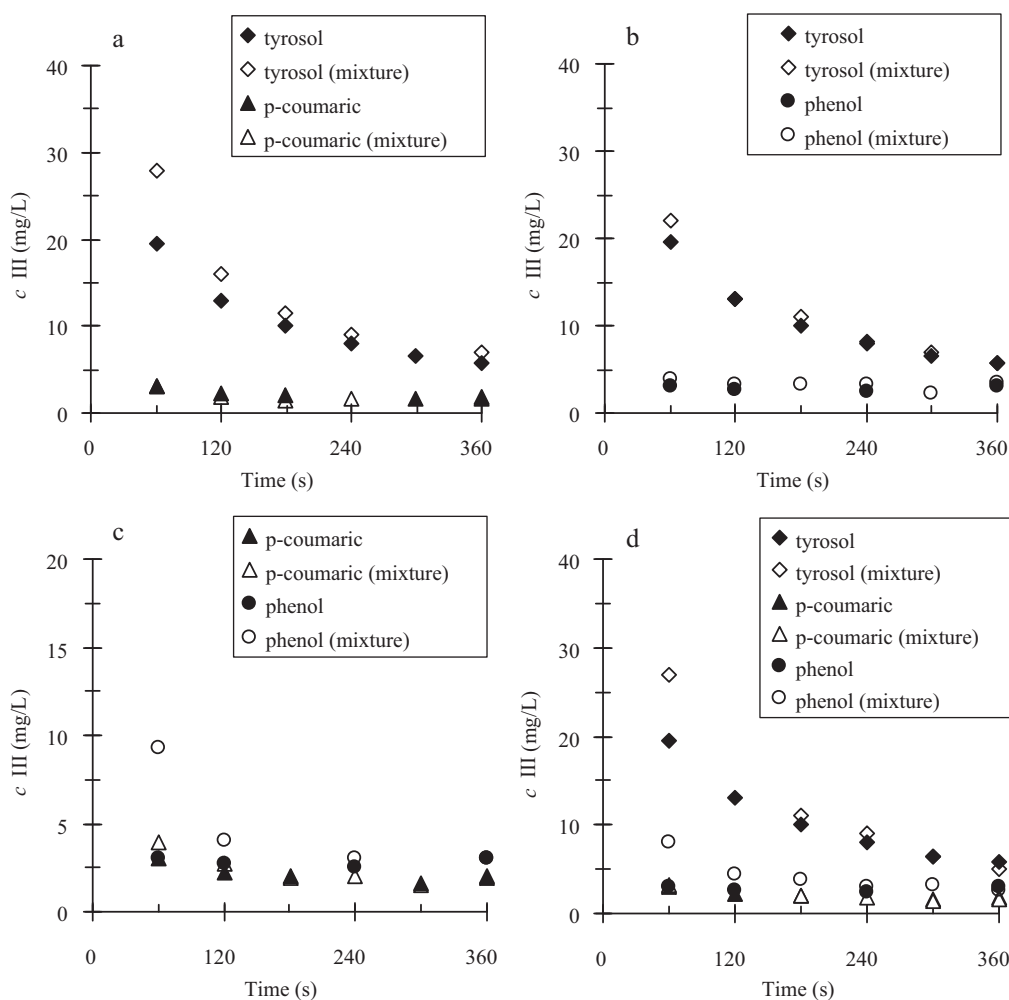 a
tyrosol
tyrosol (mixture)
p-coumaric
p-coumaric (mixture)
40
30
20
10
0
c III (mg/L)
0 120 240 360
Time (s)
b
tyrosol
tyrosol (mixture)
phenol
phenol (mixture)
40
30
20
10
0
c III (mg/L)
0 120 240 360
Time (s)
c
p-coumaric
p-coumaric (mixture)
phenol
phenol (mixture)
20
15
10
5
0
c III (mg/L)
0 120 240 360
Time (s)
d
tyrosol
tyrosol (mixture)
p-coumaric
p-coumaric (mixture)
phenol
phenol (mixture)
40
30
20
10
0
c III (mg/L)
0 120 240 360
Time (s)